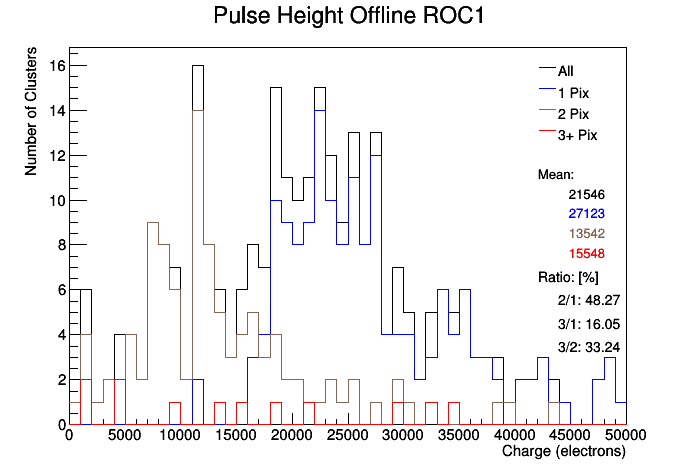 Pulse Height Offline ROC1
Number of Clusters
16
14
12
10
8
6
4
2
0
0 5000 10000 15000 20000 25000 30000 35000 40000 45000 50000
Charge (electrons)
All
1 Pix
2 Pix
3+ Pix
Mean:
21546
27123
13542
15548
Ratio: [%]
2/1: 48.27
3/1: 16.05
3/2: 33.24